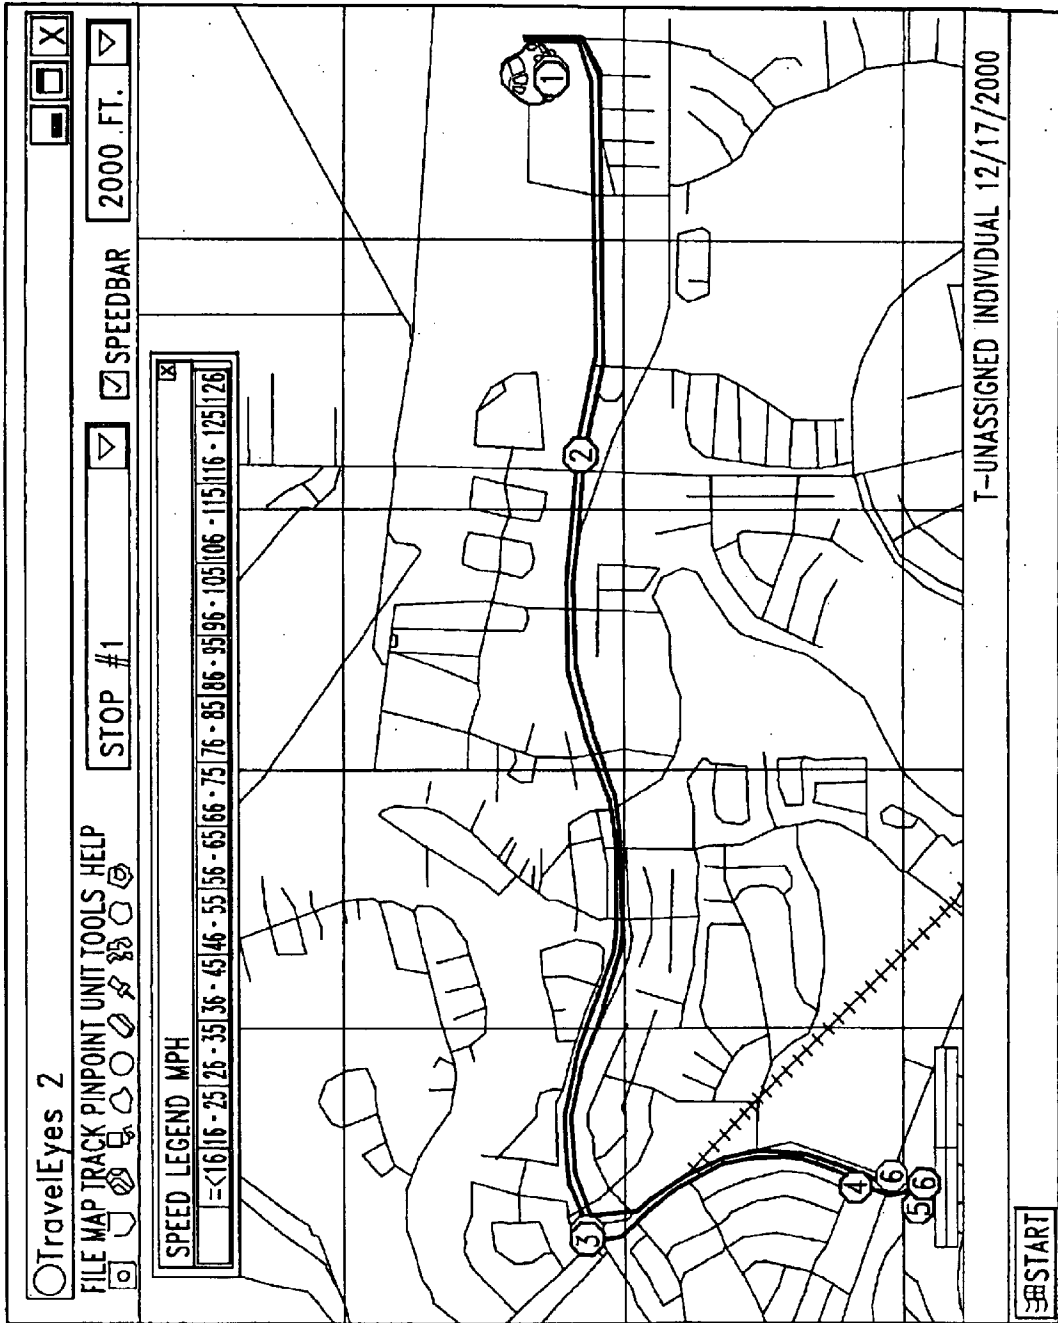 TravelEyes 2
X
FILE MAP TRACK PINPOINT UNIT TOOLS HELP
STOP #1
SPEEDBAR
2000 FT.
SPEED LEGEND MPH
X
=<16 16 - 25 26 - 35 36 - 45 46 - 55 56 - 65 66 - 75 76 - 85 86 - 95 96 - 105 106 - 115 116 - 125 126
1
2
3
4
6
5
6
T-UNASSIGNED INDIVIDUAL 12/17/2000
START